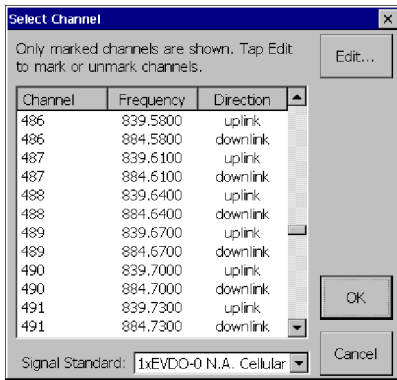 Select Channel
Only marked channels are shown. Tap Edit
to mark or unmark channels.
Edit...
Channel Frequency Direction
486 839.5800 uplink
486 884.5800 downlink
487 839.6100 uplink
487 884.6100 downlink
488 839.6400 uplink
488 884.6400 downlink
489 839.6700 uplink
489 884.6700 downlink
490 839.7000 uplink
490 884.7000 downlink
491 839.7300 uplink
491 884.7300 downlink
OK
Signal Standard: 1xEVDO-0 N.A. Cellular
Cancel